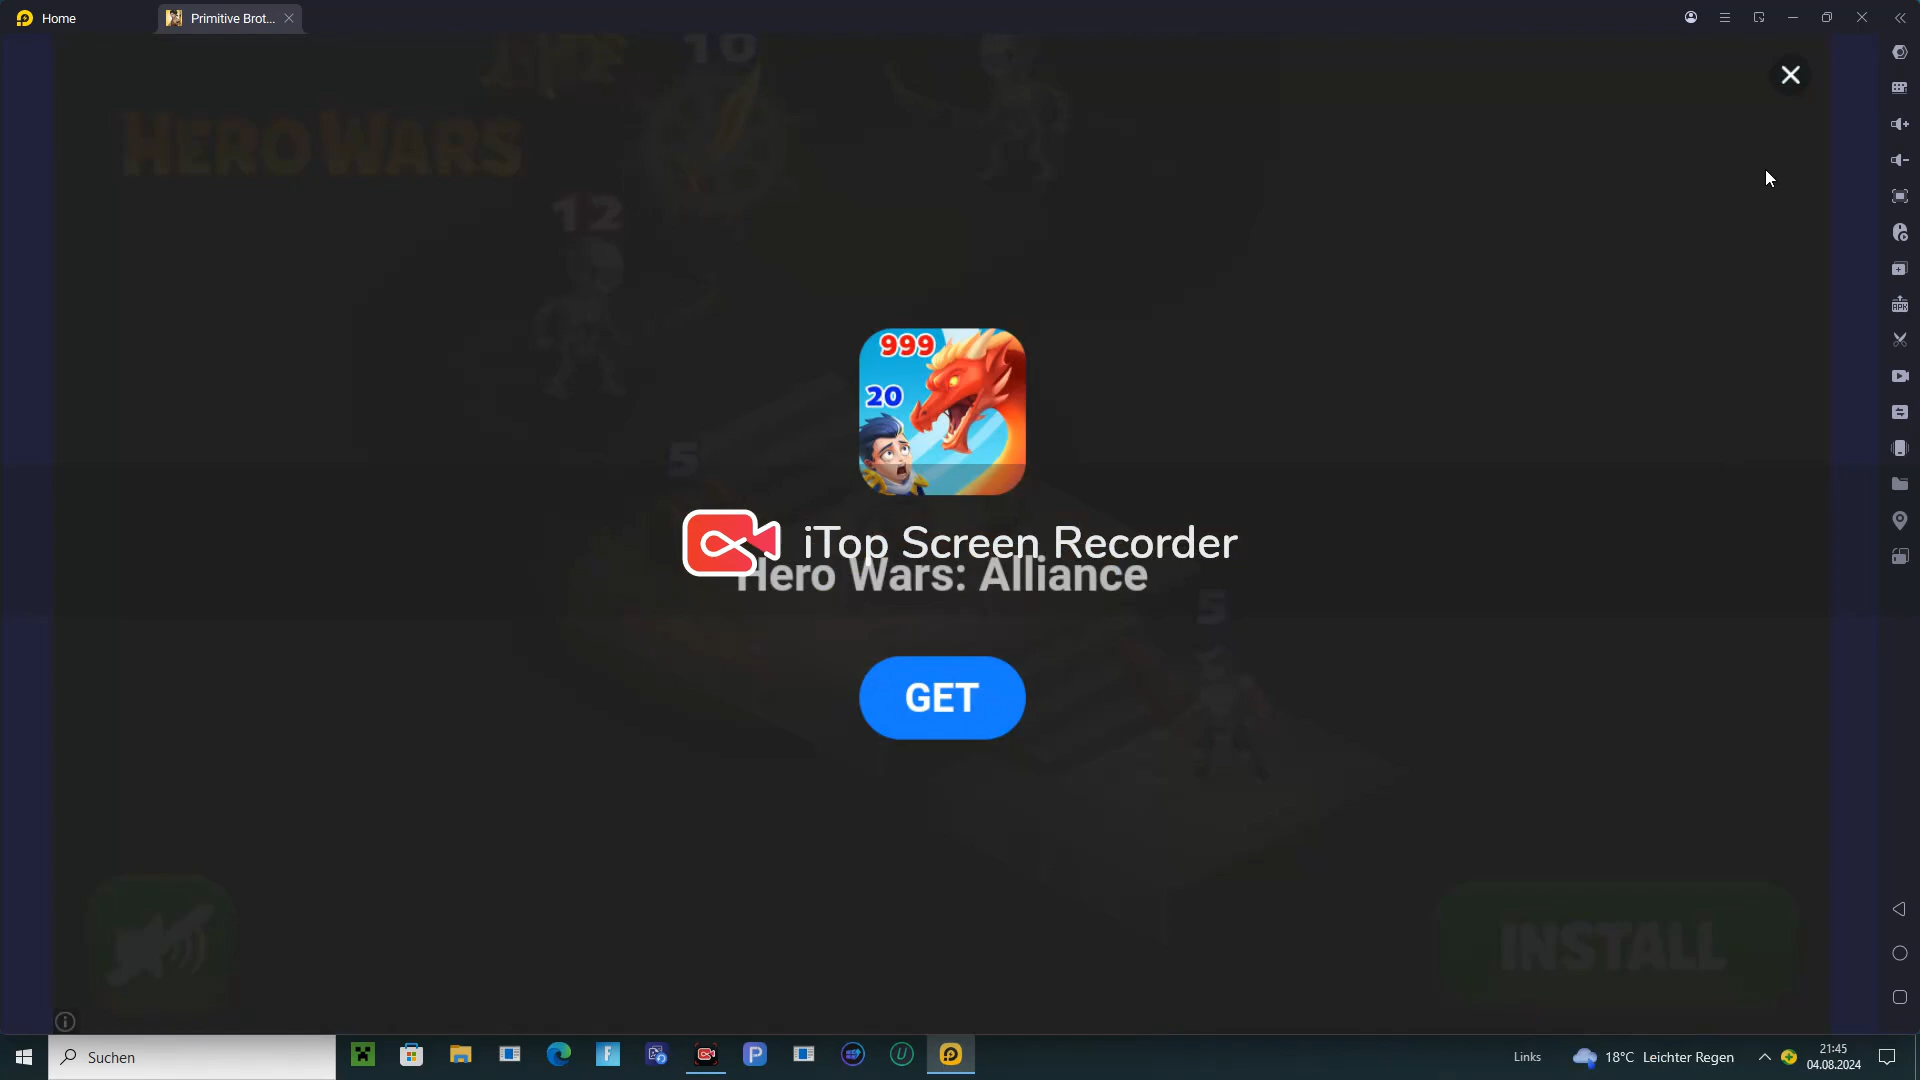 Home
Primitive Brot...
10
HERO WARS
12
999
20
5
iTop Screen Recorder
Hero Wars: Alliance
5
GET
INSTALL
Suchen
Links
18°C Leichter Regen
21:45
04.08.2024